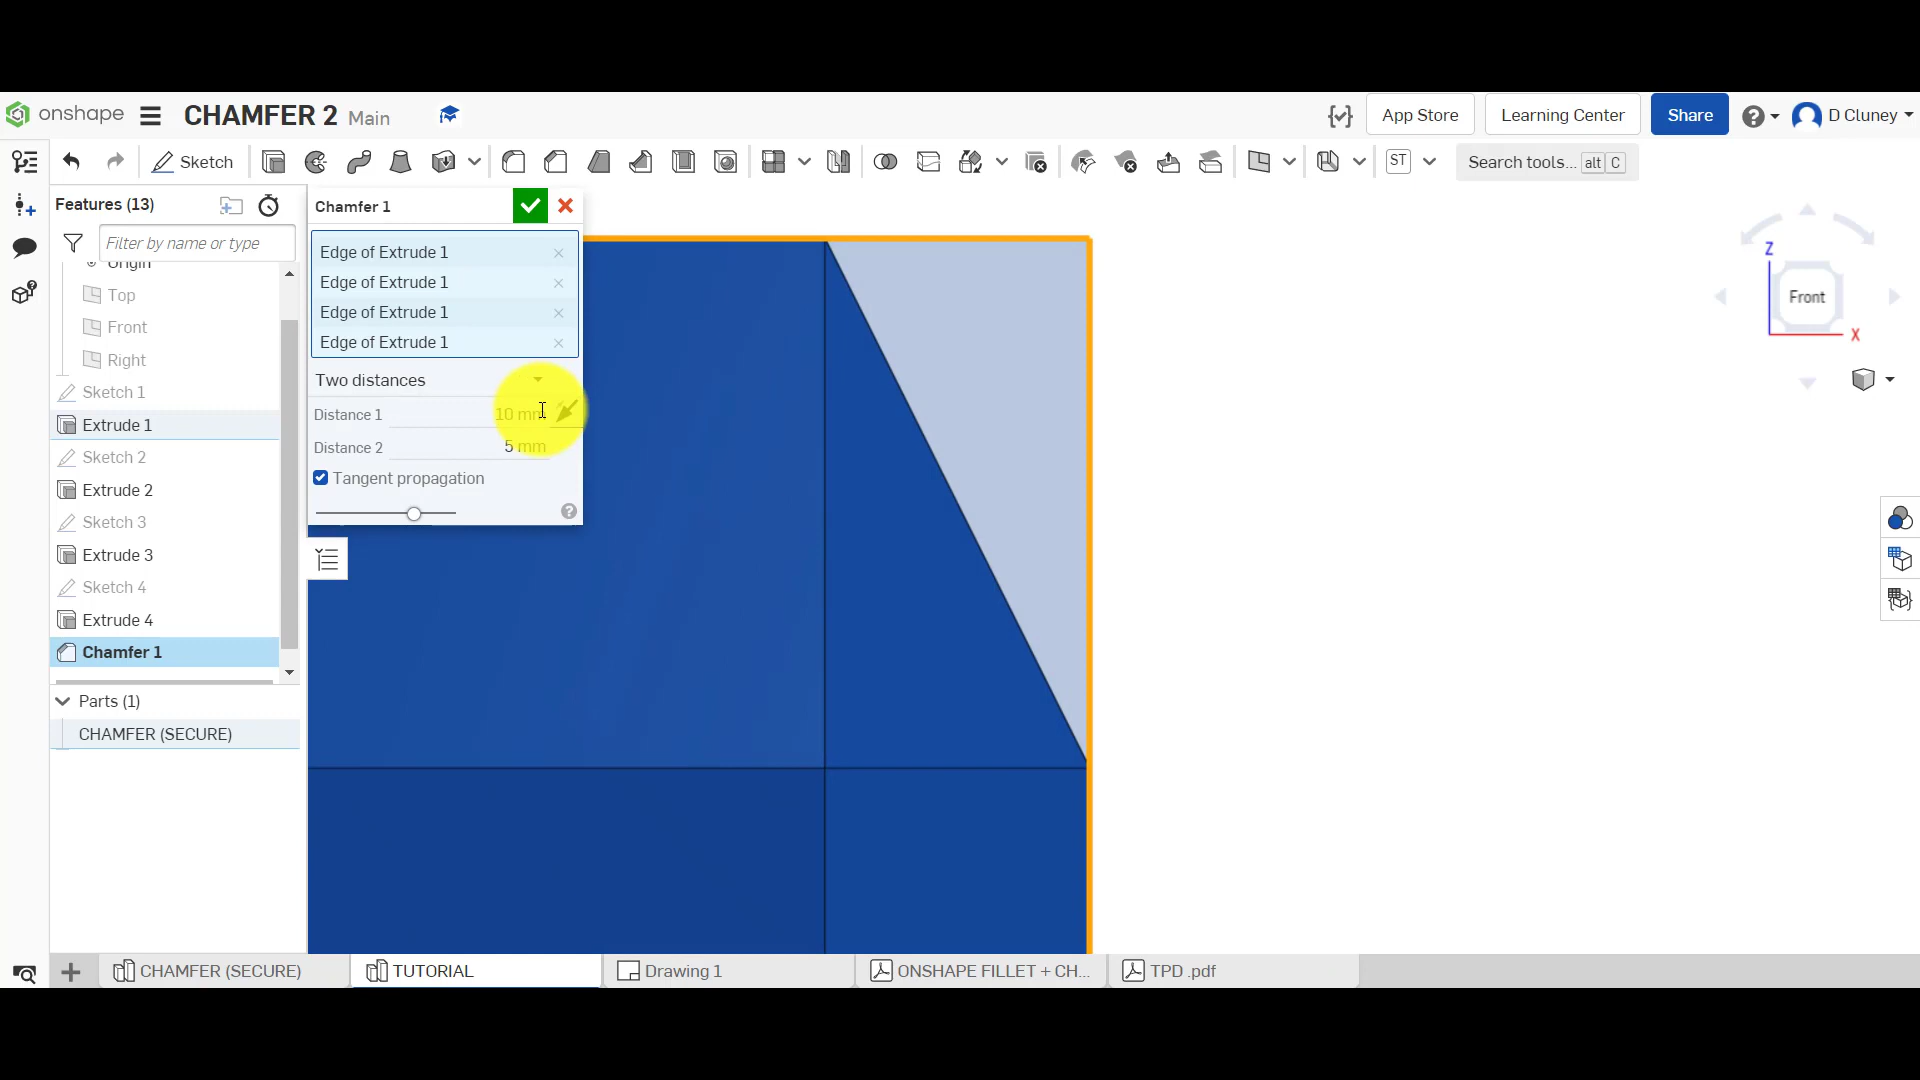 onshape CHAMFER 2 Main App Store Learning Center Share D Cluney
Sketch ST Search tools... alt C
Features (13)
Filter by name or type
Origin
Top
Front
Right
Sketch 1
Extrude 1
Sketch 2
Extrude 2
Sketch 3
Extrude 3
Sketch 4
Extrude 4
Chamfer 1
Parts (1)
CHAMFER (SECURE)
Chamfer 1
Edge of Extrude 1
Edge of Extrude 1
Edge of Extrude 1
Edge of Extrude 1
Two distances
Distance 1 10 mm
Distance 2 5 mm
Tangent propagation
Z
Front
X
CHAMFER (SECURE) TUTORIAL Drawing 1 ONSHAPE FILLET + CH... TPD .pdf